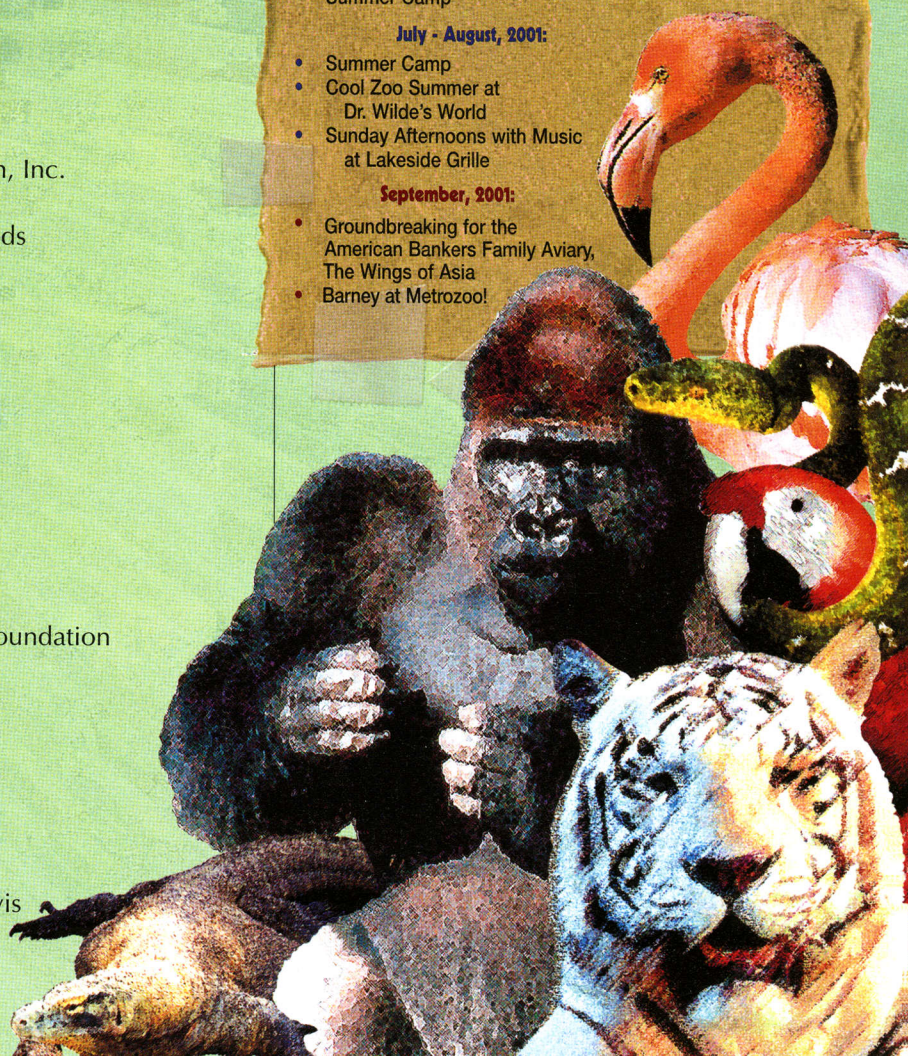 Summer Camp
July - August, 2001:
• Summer Camp
• Cool Zoo Summer at
Dr. Wilde's World
• Sunday Afternoons with Music
at Lakeside Grille
, Inc.
September, 2001:
• Groundbreaking for the
ds
American Bankers Family Aviary,
The Wings of Asia
• Barney at Metrozoo!
oundation
vis